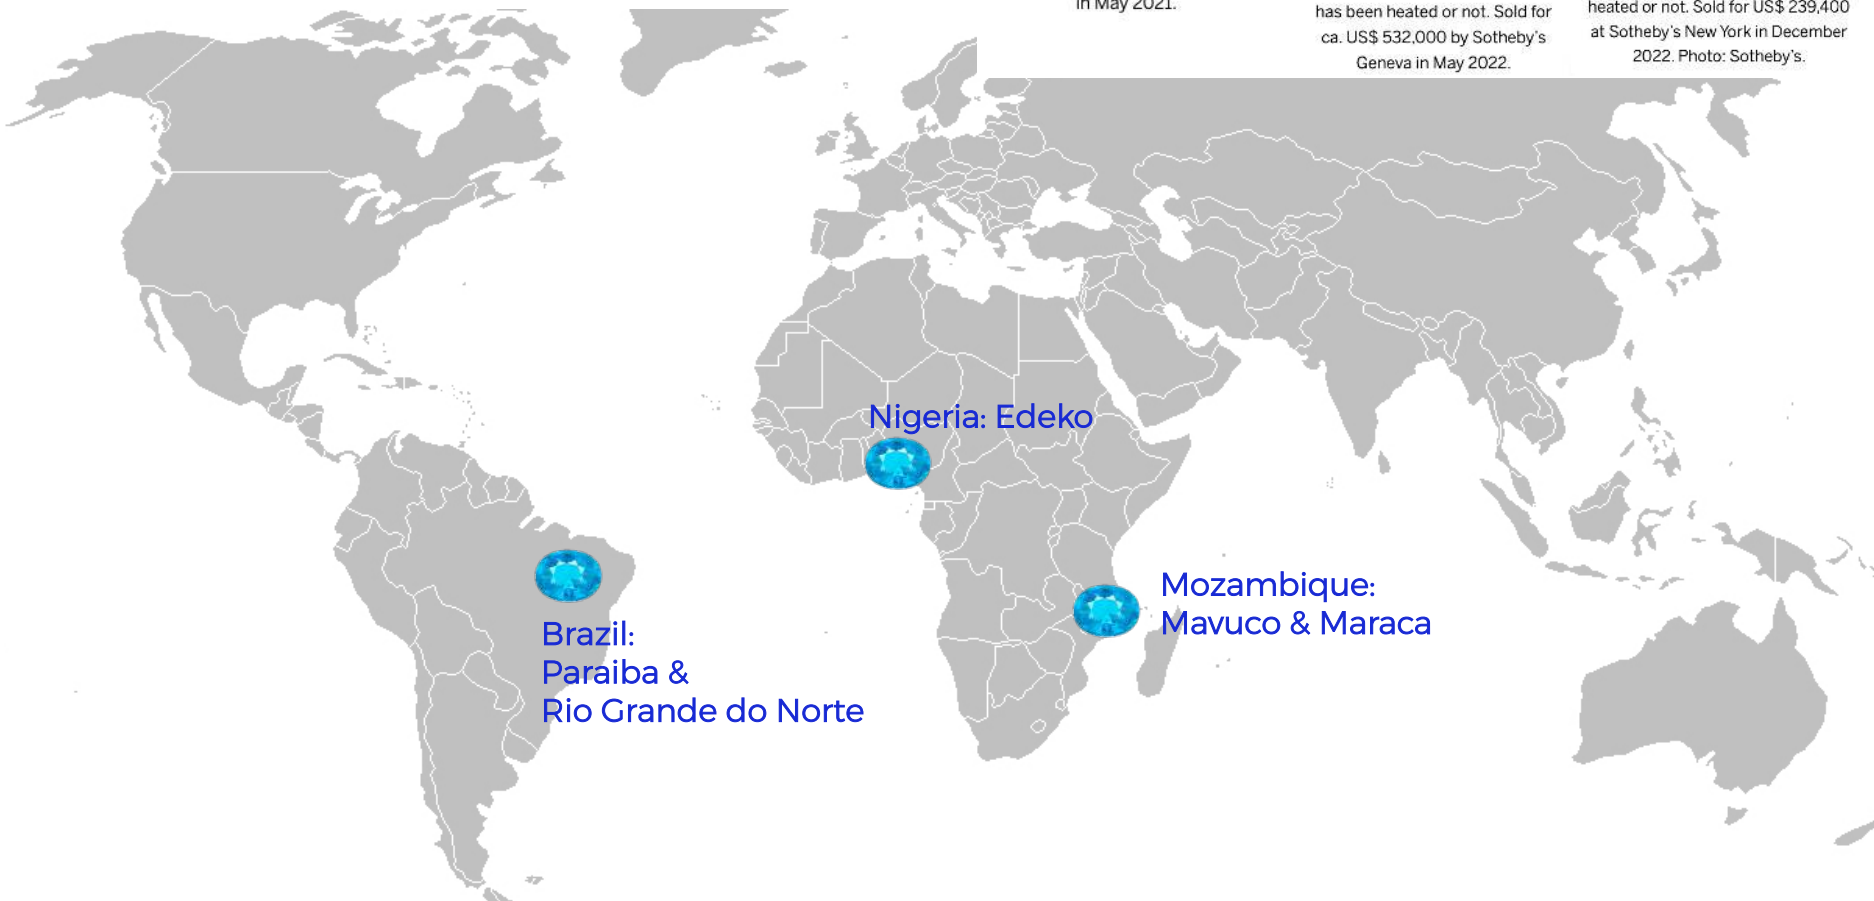 in May 2021.
has been heated or not. Sold for
ca. US$ 532,000 by Sotheby's
Geneva in May 2022.
heated or not. Sold for US$ 239,400
at Sotheby's New York in December
2022. Photo: Sotheby's.
Nigeria: Edeko
Mozambique:
Mavuco & Maraca
Brazil:
Paraiba &
Rio Grande do Norte